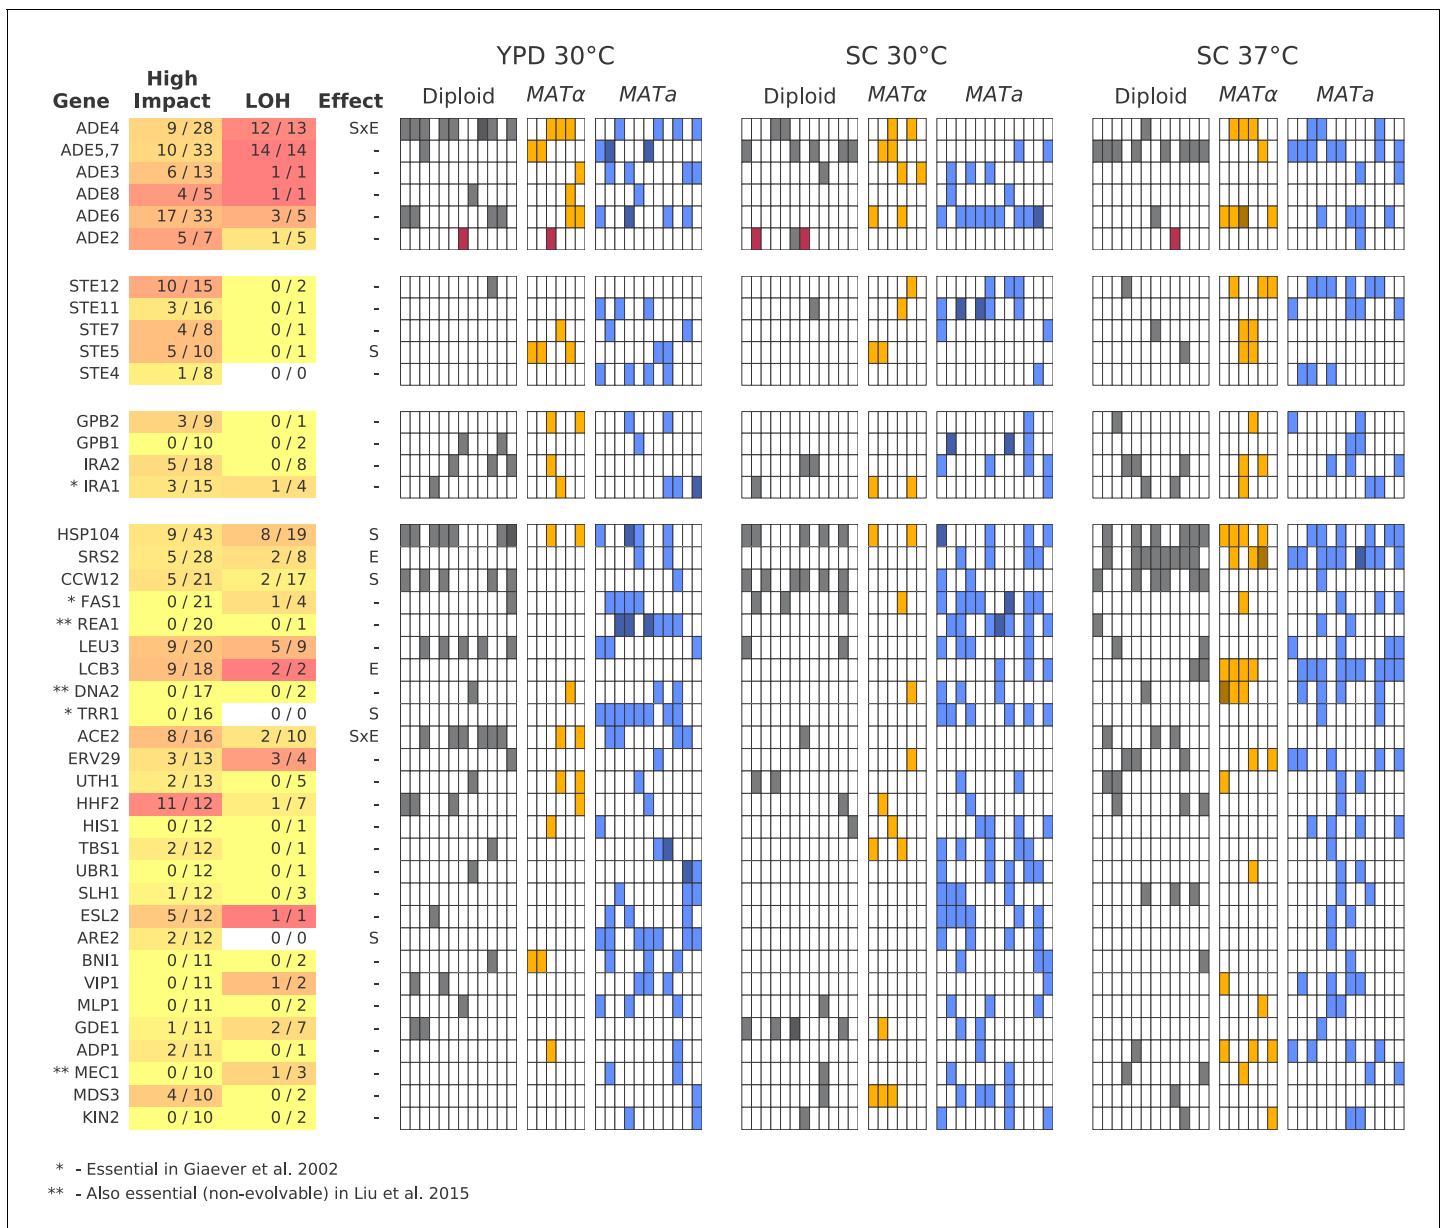 YPD 30°C SC 30°C SC 37°C
Gene High Impact LOH Effect Diploid MATα MATa Diploid MATα MATa Diploid MATα MATa
ADE4 9 / 28 12 / 13 SxE
ADE5,7 10 / 33 14 / 14 -
ADE3 6 / 13 1 / 1 -
ADE8 4 / 5 1 / 1 -
ADE6 17 / 33 3 / 5 -
ADE2 5 / 7 1 / 5 -
STE12 10 / 15 0 / 2 -
STE11 3 / 16 0 / 1 -
STE7 4 / 8 0 / 1 -
STE5 5 / 10 0 / 1 S
STE4 1 / 8 0 / 0 -
GPB2 3 / 9 0 / 1 -
GPB1 0 / 10 0 / 2 -
IRA2 5 / 18 0 / 8 -
* IRA1 3 / 15 1 / 4 -
HSP104 9 / 43 8 / 19 S
SRS2 5 / 28 2 / 8 E
CCW12 5 / 21 2 / 17 S
* FAS1 0 / 21 1 / 4 -
** REA1 0 / 20 0 / 1 -
LEU3 9 / 20 5 / 9 -
LCB3 9 / 18 2 / 2 E
** DNA2 0 / 17 0 / 2 -
* TRR1 0 / 16 0 / 0 S
ACE2 8 / 16 2 / 10 SxE
ERV29 3 / 13 3 / 4 -
UTH1 2 / 13 0 / 5 -
HHF2 11 / 12 1 / 7 -
HIS1 0 / 12 0 / 1 -
TBS1 2 / 12 0 / 1 -
UBR1 0 / 12 0 / 1 -
SLH1 1 / 12 0 / 3 -
ESL2 5 / 12 1 / 1 -
ARE2 2 / 12 0 / 0 S
BNI1 0 / 11 0 / 2 -
VIP1 0 / 11 1 / 2 -
MLP1 0 / 11 0 / 2 -
GDE1 1 / 11 2 / 7 -
ADP1 2 / 11 0 / 1 -
** MEC1 0 / 10 1 / 3 -
MDS3 4 / 10 0 / 2 -
KIN2 0 / 10 0 / 2 -
* - Essential in Giaever et al. 2002
** - Also essential (non-evolvable) in Liu et al. 2015